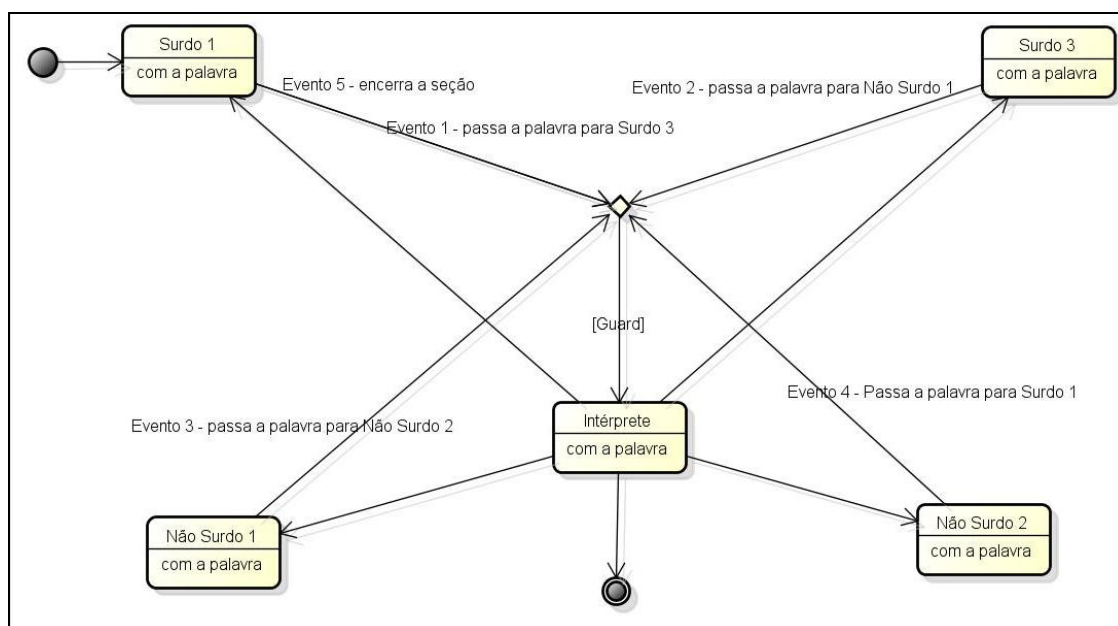 Surdo 1
com a palavra
Surdo 3
com a palavra
Evento 5 - encerra a seção
Evento 2 - passa a palavra para Não Surdo 1
Evento 1 - passa a palavra para Surdo 3
[Guard]
Evento 4 - Passa a palavra para Surdo 1
Intérprete
com a palavra
Evento 3 - passa a palavra para Não Surdo 2
Não Surdo 1
com a palavra
Não Surdo 2
com a palavra